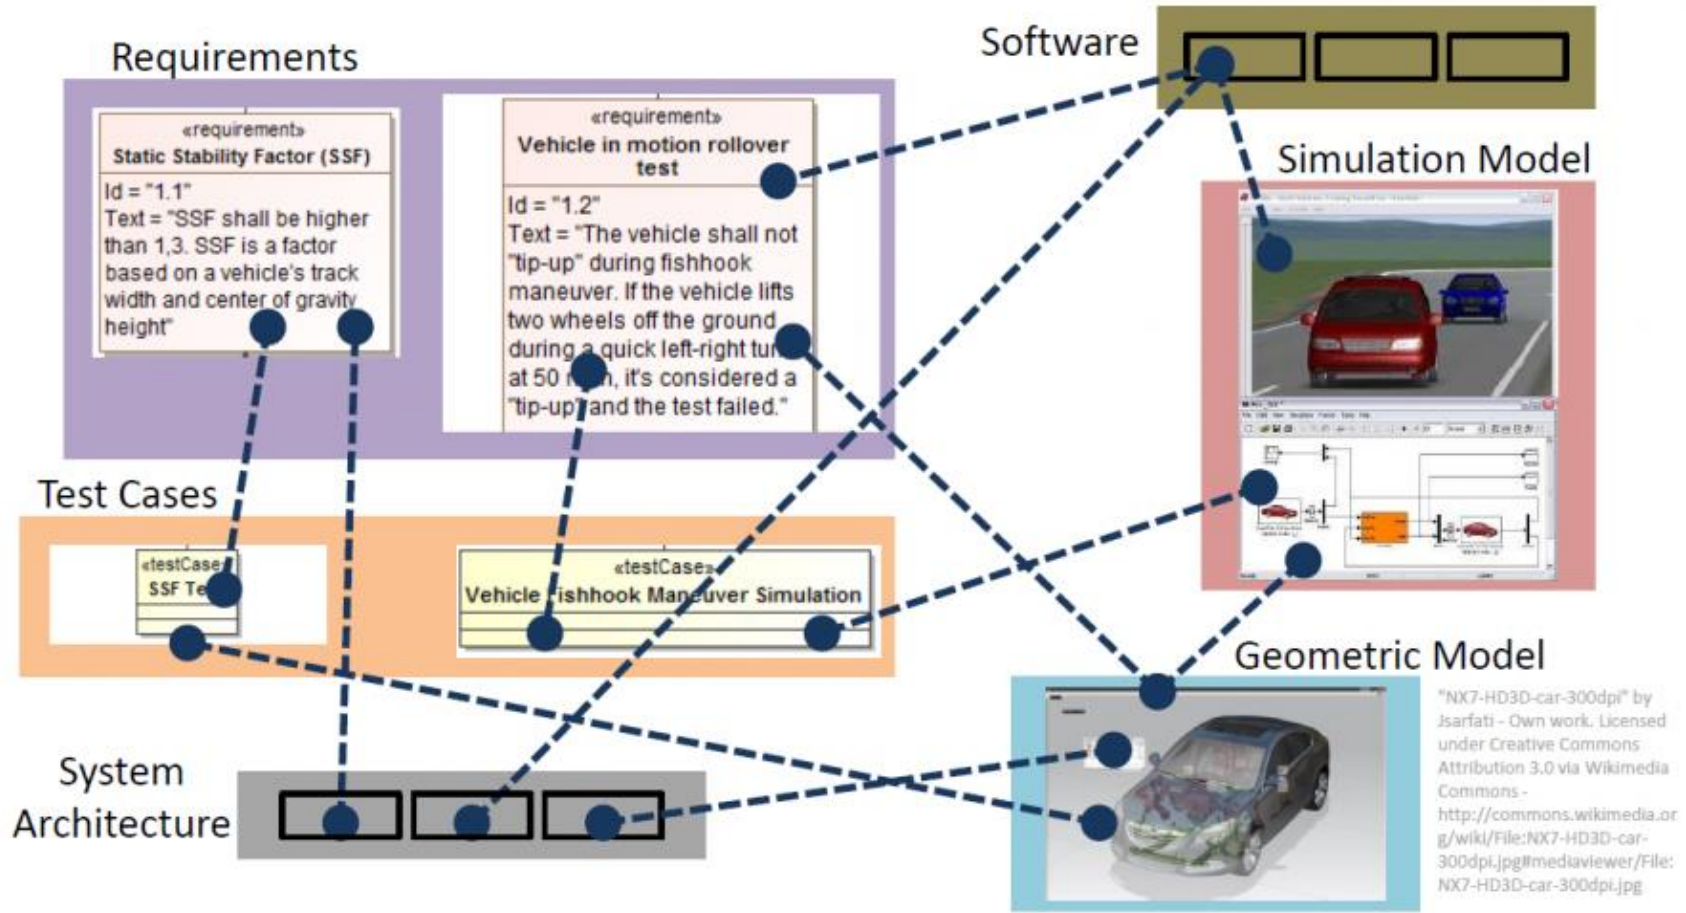 Requirements
«requirement»
Static Stability Factor (SSF)
Id = "1.1"
Text = "SSF shall be higher
than 1,3. SSF is a factor
based on a vehicle's track
width and center of gravity
height"
«requirement»
Vehicle in motion rollover
test
Id = "1.2"
Text = "The vehicle shall not
"tip-up" during fishhook
maneuver. If the vehicle lifts
two wheels off the ground
during a quick left-right
at 50 it's considered a
"tip-up" and the test failed."
Software
Simulation Model
Test Cases
«testCase
SSF
«testCase»
Vehicle Fishhook Maneuver Simulation
Geometric Model
"NX7-HD3D-car-300dpi" by
Jsarfati - Own work. Licensed
under Creative Commons
Attribution 3.0 via Wikimedia
Commons -
http://commons.wikimedia.or
g/wiki/File:NX7-HD3D-car-
300dpi.jpg#mediaviewer/File:
NX7-HD3D-car-300dpi.jpg
System
Architecture